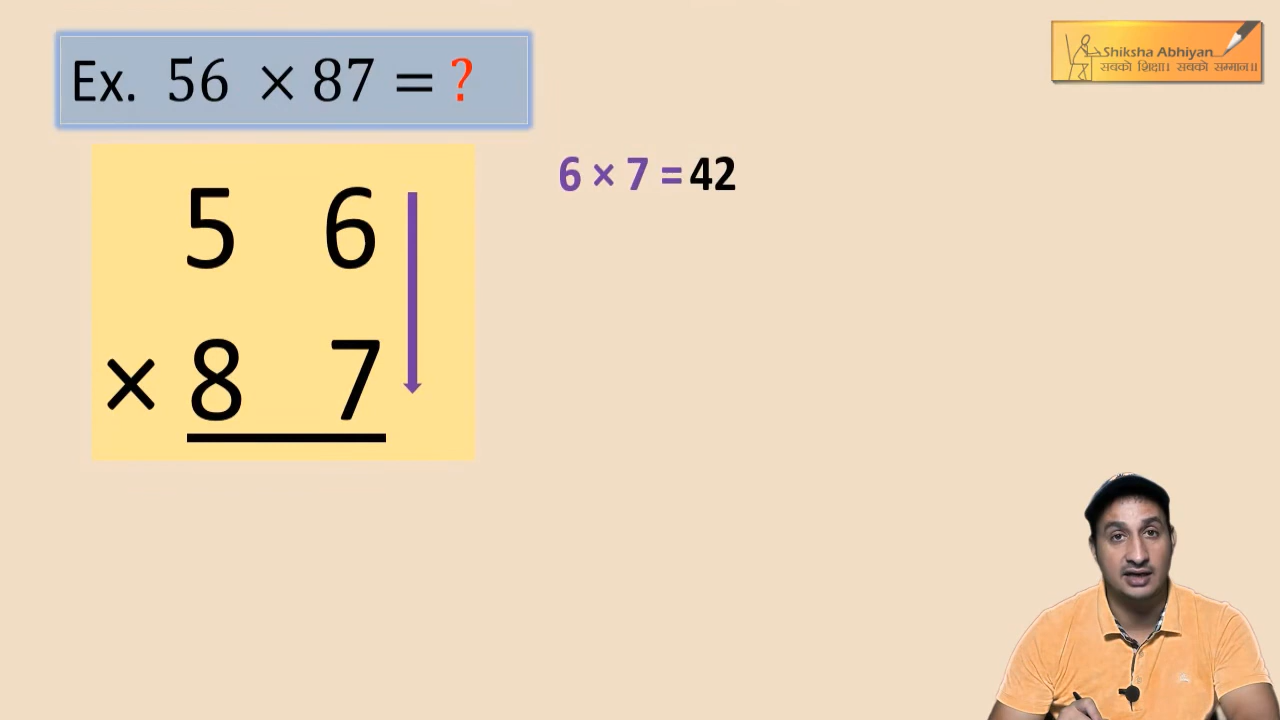 Ex. 56 × 87 = ?
Shiksha Abhiyan
सबको शिक्षा। सबको सम्मान॥
6 × 7 = 42
5 6
× 8 7